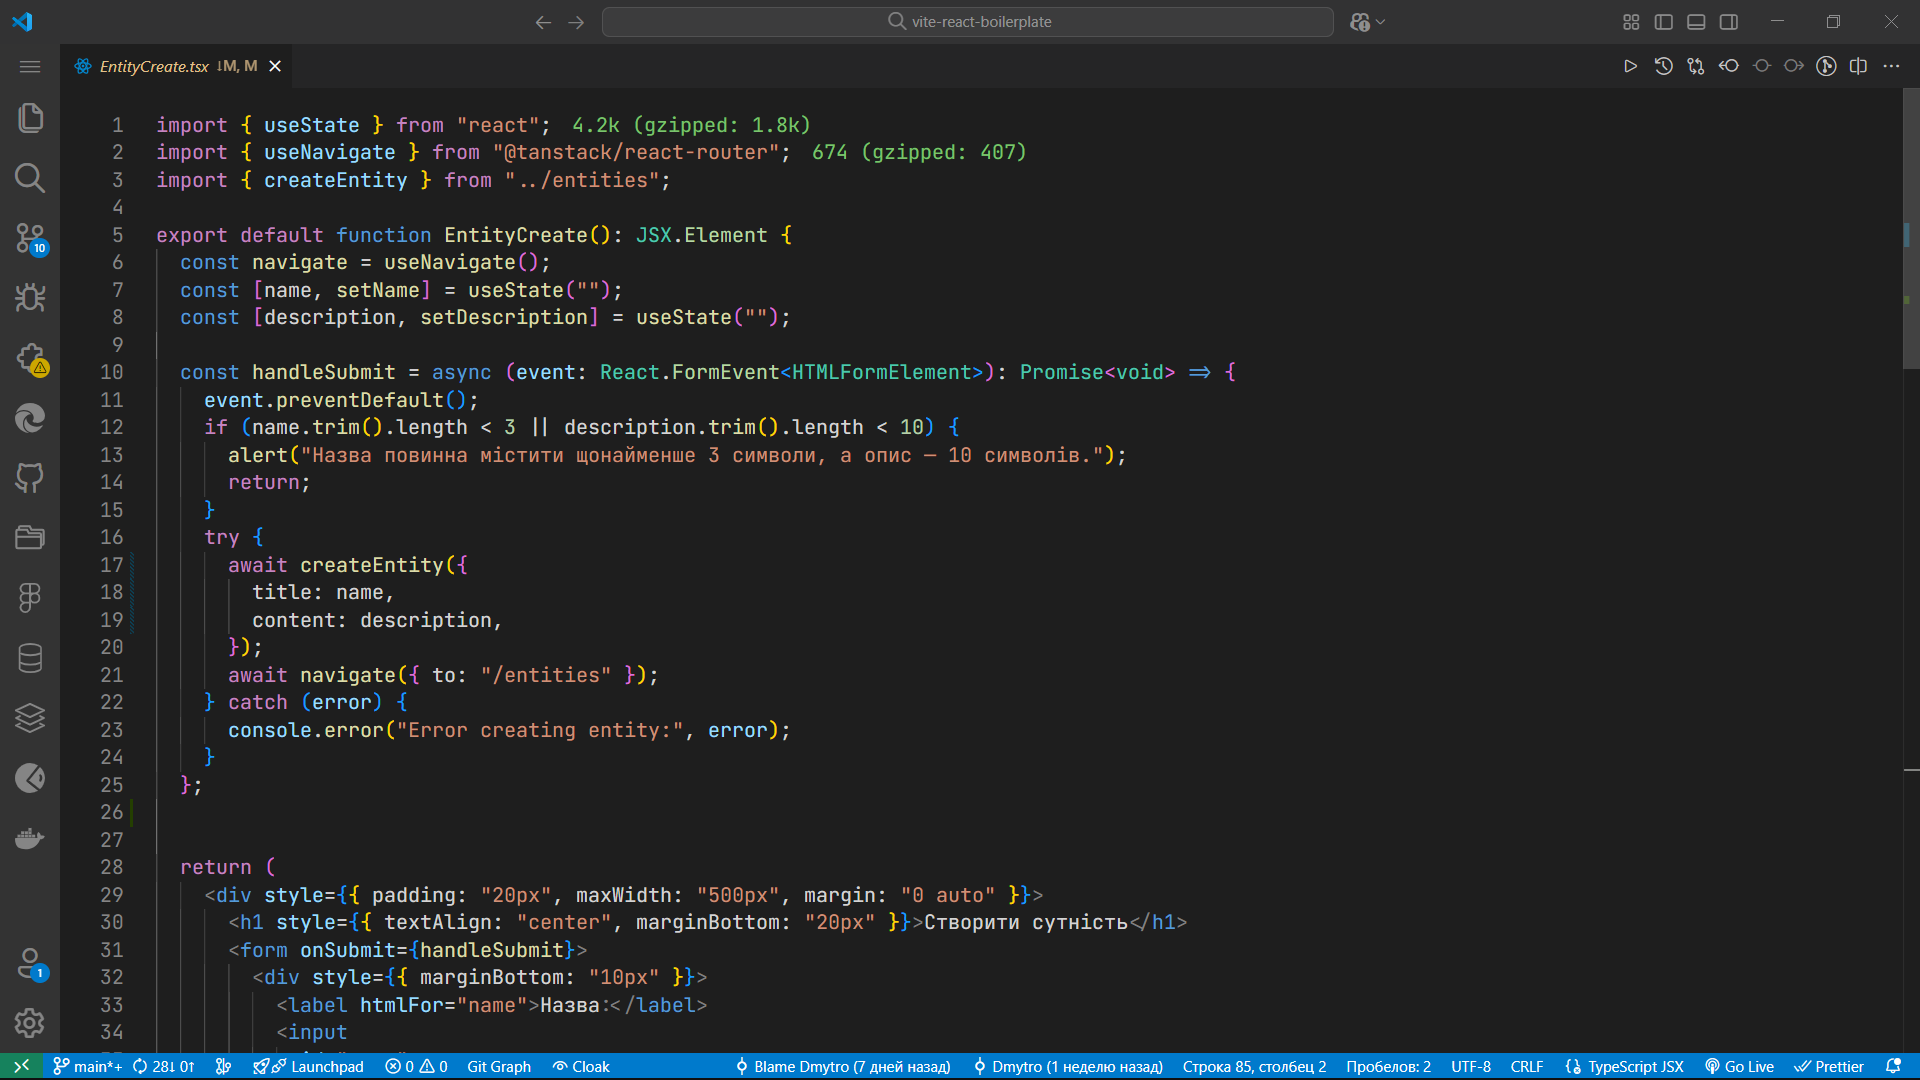 vite-react-boilerplate
EntityCreate.tsx ↓M, M
1 import { useState } from "react"; 4.2k (gzipped: 1.8k)
2 import { useNavigate } from "@tanstack/react-router"; 674 (gzipped: 407)
3 import { createEntity } from "../entities";
4
5 export default function EntityCreate(): JSX.Element {
6 const navigate = useNavigate();
7 const [name, setName] = useState("");
8 const [description, setDescription] = useState("");
9
10 const handleSubmit = async (event: React.FormEvent<HTMLFormElement>): Promise<void> => {
11 event.preventDefault();
12 if (name.trim().length < 3 || description.trim().length < 10) {
13 alert("Назва повинна містити щонайменше 3 символи, а опис — 10 символів.");
14 return;
15 }
16 try {
17 await createEntity({
18 title: name,
19 content: description,
20 });
21 await navigate({ to: "/entities" });
22 } catch (error) {
23 console.error("Error creating entity:", error);
24 }
25 };
26
27
28 return (
29 <div style={{ padding: "20px", maxWidth: "500px", margin: "0 auto" }}>
30 <h1 style={{ textAlign: "center", marginBottom: "20px" }}>Створити сутність</h1>
31 <form onSubmit={handleSubmit}>
32 <div style={{ marginBottom: "10px" }}>
33 <label htmlFor="name">Назва:</label>
34 <input
10
1
main*+ 28↓ 0↑ Launchpad 0 0 Git Graph Cloak Blame Dmytro (7 дней назад) Dmytro (1 неделю назад) Строка 85, столбец 2 Пробелов: 2 UTF-8 CRLF TypeScript JSX Go Live Prettier